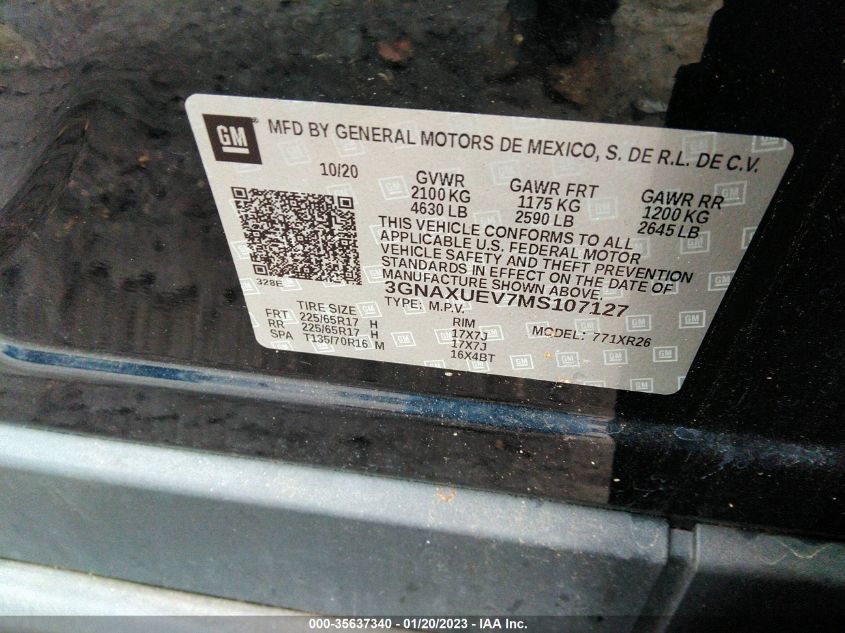 GM ® MFD BY GENERAL MOTORS DE MEXICO, S. DE R.L. DE C.V.
10/20 GVWR GAWR FRT GAWR RR
2100 KG 1175 KG 1200 KG
4630 LB 2590 LB 2645 LB
THIS VEHICLE CONFORMS TO ALL
APPLICABLE U.S. FEDERAL MOTOR
VEHICLE SAFETY AND THEFT PREVENTION
STANDARDS IN EFFECT ON THE DATE OF
MANUFACTURE SHOWN ABOVE.
328E
3GNAXUEV7MS107127
TYPE: M.P.V. MODEL: 771XR26
TIRE SIZE RIM
FRT 225/65R17 H 17X7J
RR 225/65R17 H 17X7J
SPA T135/70R16 M 16X4BT
000-35637340 — 01/20/2023 — IAA Inc.